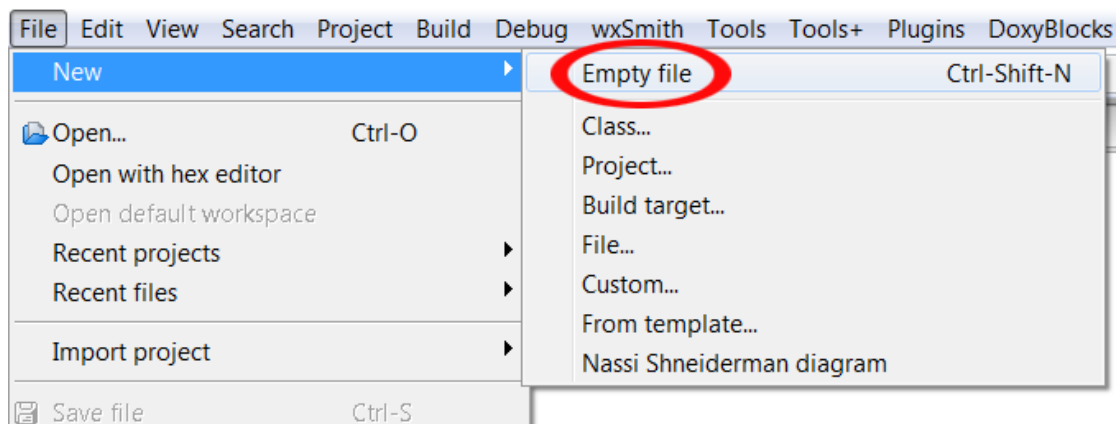 File Edit View Search Project Build Debug wxSmith Tools Tools+ Plugins DoxyBlocks
New
Open... Ctrl-O
Open with hex editor
Open default workspace
Recent projects
Recent files
Import project
Save file Ctrl-S
Empty file Ctrl-Shift-N
Class...
Project...
Build target...
File...
Custom...
From template...
Nassi Shneiderman diagram